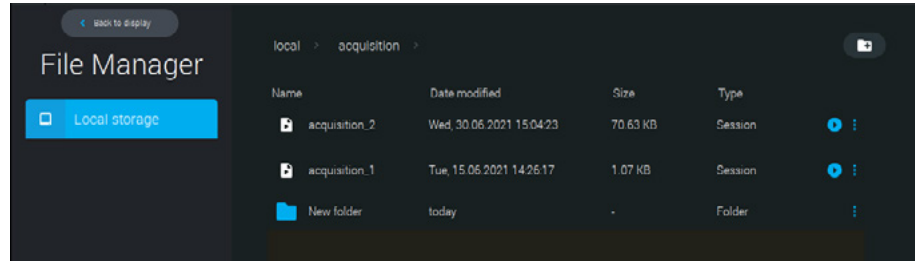 Back to display
File Manager
Local storage
local > acquisition >
Name Date modified Size Type
acquisition_2 Wed, 30.06.2021 15:04:23 70.63 KB Session
acquisition_1 Tue, 15.06.2021 14:26:17 1.07 KB Session
New folder today - Folder